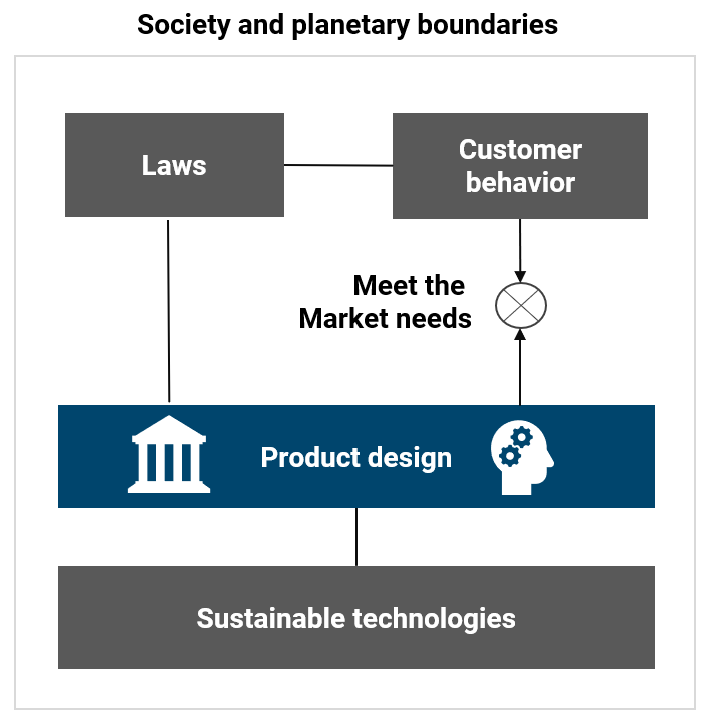 Society and planetary boundaries
Laws
Customer
behavior
Meet the
Market needs
Product design
Sustainable technologies